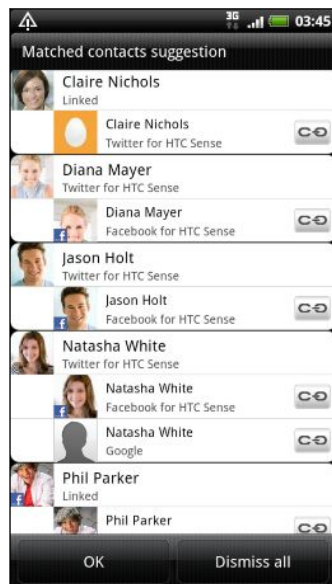 3G
03:45
Matched contacts suggestion
Claire Nichols
Linked
Claire Nichols
Twitter for HTC Sense
Diana Mayer
Twitter for HTC Sense
Diana Mayer
Facebook for HTC Sense
Jason Holt
Twitter for HTC Sense
Jason Holt
Facebook for HTC Sense
Natasha White
Twitter for HTC Sense
Natasha White
Facebook for HTC Sense
Natasha White
Google
Phil Parker
Linked
Phil Parker
OK
Dismiss all